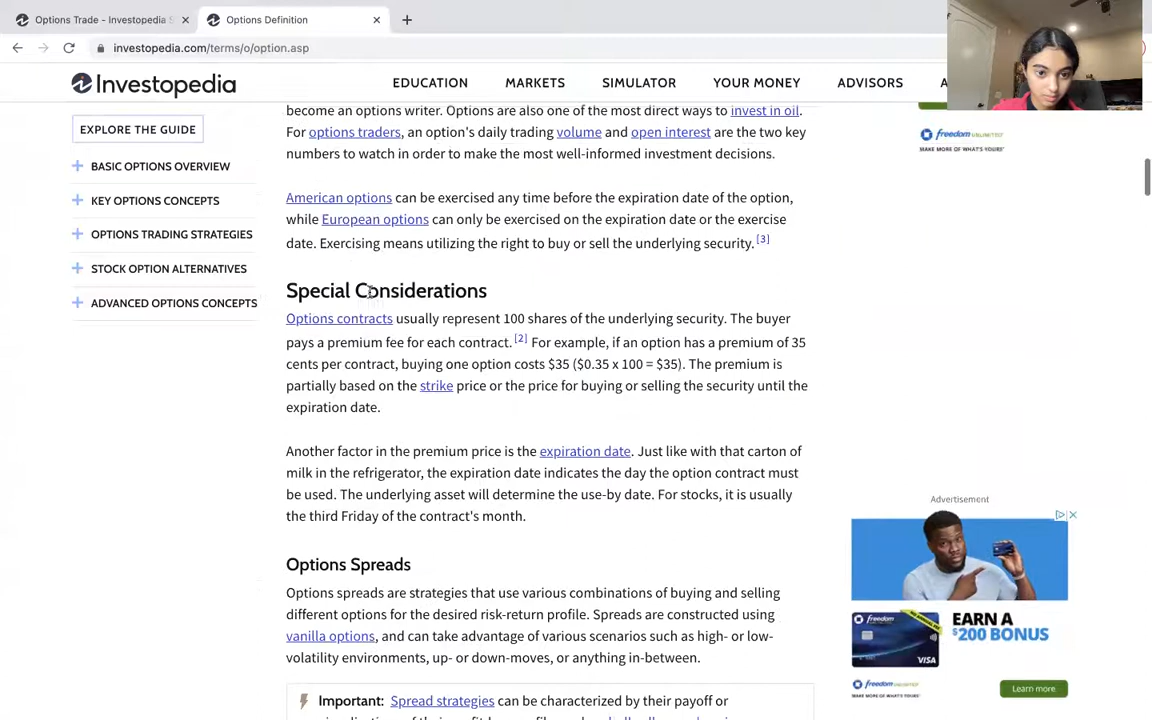 Options Trade - Investopedia S
Options Definition
investopedia.com/terms/o/option.asp
Investopedia
EDUCATION MARKETS SIMULATOR YOUR MONEY ADVISORS A
EXPLORE THE GUIDE
BASIC OPTIONS OVERVIEW
KEY OPTIONS CONCEPTS
OPTIONS TRADING STRATEGIES
STOCK OPTION ALTERNATIVES
ADVANCED OPTIONS CONCEPTS
become an options writer. Options are also one of the most direct ways to invest in oil.
For options traders, an option's daily trading volume and open interest are the two key
numbers to watch in order to make the most well-informed investment decisions.
American options can be exercised any time before the expiration date of the option,
while European options can only be exercised on the expiration date or the exercise
date. Exercising means utilizing the right to buy or sell the underlying security. [3]
Special Considerations
Options contracts usually represent 100 shares of the underlying security. The buyer
pays a premium fee for each contract. [2] For example, if an option has a premium of 35
cents per contract, buying one option costs $35 ($0.35 x 100 = $35). The premium is
partially based on the strike price or the price for buying or selling the security until the
expiration date.
Another factor in the premium price is the expiration date. Just like with that carton of
milk in the refrigerator, the expiration date indicates the day the option contract must
be used. The underlying asset will determine the use-by date. For stocks, it is usually
the third Friday of the contract's month.
Options Spreads
Options spreads are strategies that use various combinations of buying and selling
different options for the desired risk-return profile. Spreads are constructed using
vanilla options, and can take advantage of various scenarios such as high- or low-
volatility environments, up- or down-moves, or anything in-between.
Important: Spread strategies can be characterized by their payoff or
freedom UNLIMITED
MAKE MORE OF WHAT'S YOURS
Advertisement
freedom
VISA
EARN A
$200 BONUS
freedom UNLIMITED
MAKE MORE OF WHAT'S YOURS
Learn more